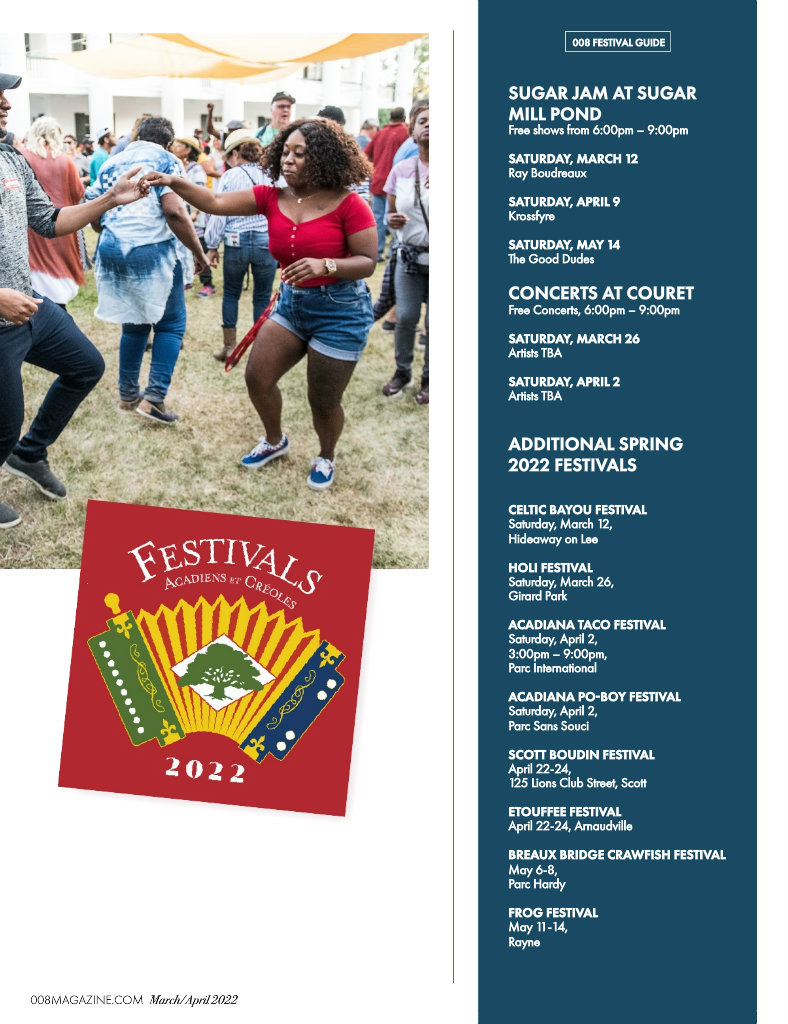 008 FESTIVAL GUIDE
SUGAR JAM AT SUGAR
MILL POND
Free shows from 6:00pm – 9:00pm
SATURDAY, MARCH 12
Ray Boudreaux
SATURDAY, APRIL 9
Krossfyre
SATURDAY, MAY 14
The Good Dudes
CONCERTS AT COURET
Free Concerts, 6:00pm – 9:00pm
SATURDAY, MARCH 26
Artists TBA
SATURDAY, APRIL 2
Artists TBA
ADDITIONAL SPRING
2022 FESTIVALS
CELTIC BAYOU FESTIVAL
Saturday, March 12,
Hideaway on Lee
HOLI FESTIVAL
Saturday, March 26,
Girard Park
ACADIANA TACO FESTIVAL
Saturday, April 2,
3:00pm – 9:00pm,
Parc International
ACADIANA PO-BOY FESTIVAL
Saturday, April 2,
Parc Sans Souci
SCOTT BOUDIN FESTIVAL
April 22-24,
125 Lions Club Street, Scott
ETOUFFEE FESTIVAL
April 22-24, Arnaudville
BREAUX BRIDGE CRAWFISH FESTIVAL
May 6-8,
Parc Hardy
FROG FESTIVAL
May 11-14,
Rayne
FESTIVALS
ACADIENS ET CRÉOLES
2022
008MAGAZINE.COM March/April 2022